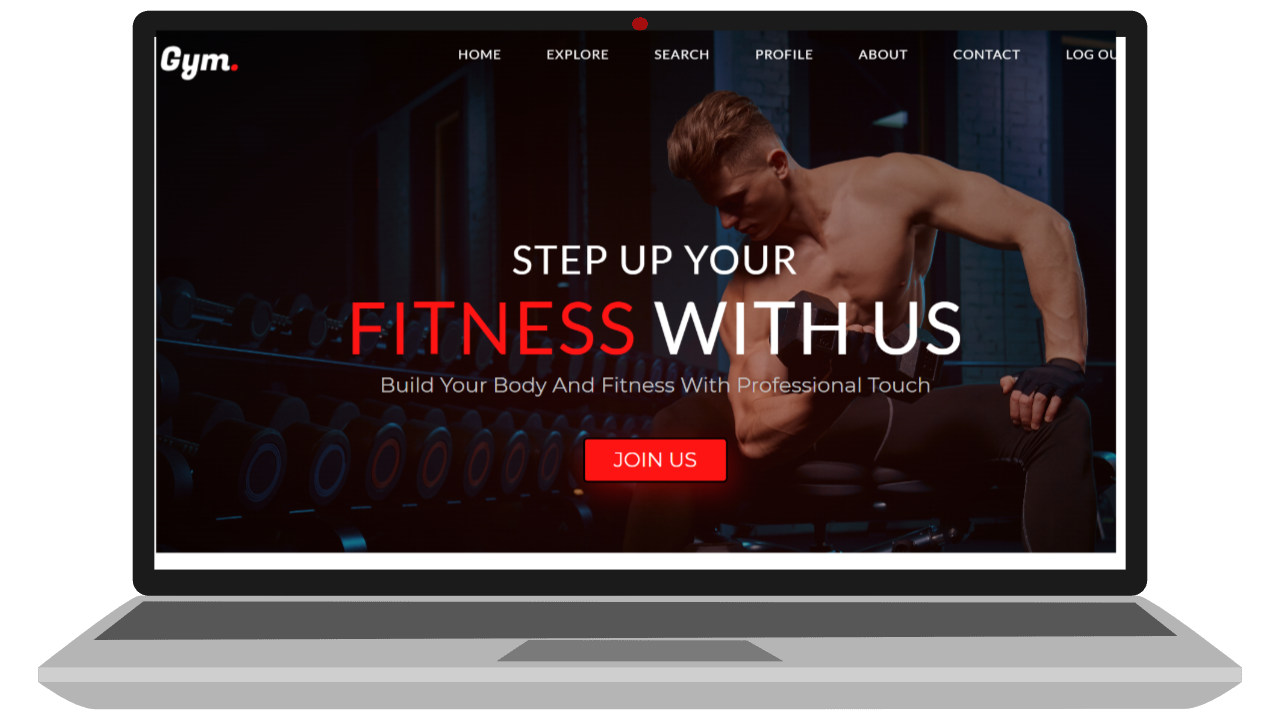 Gym.
HOME EXPLORE SEARCH PROFILE ABOUT CONTACT LOG OU
STEP UP YOUR
FITNESS WITH US
Build Your Body And Fitness With Professional Touch
JOIN US